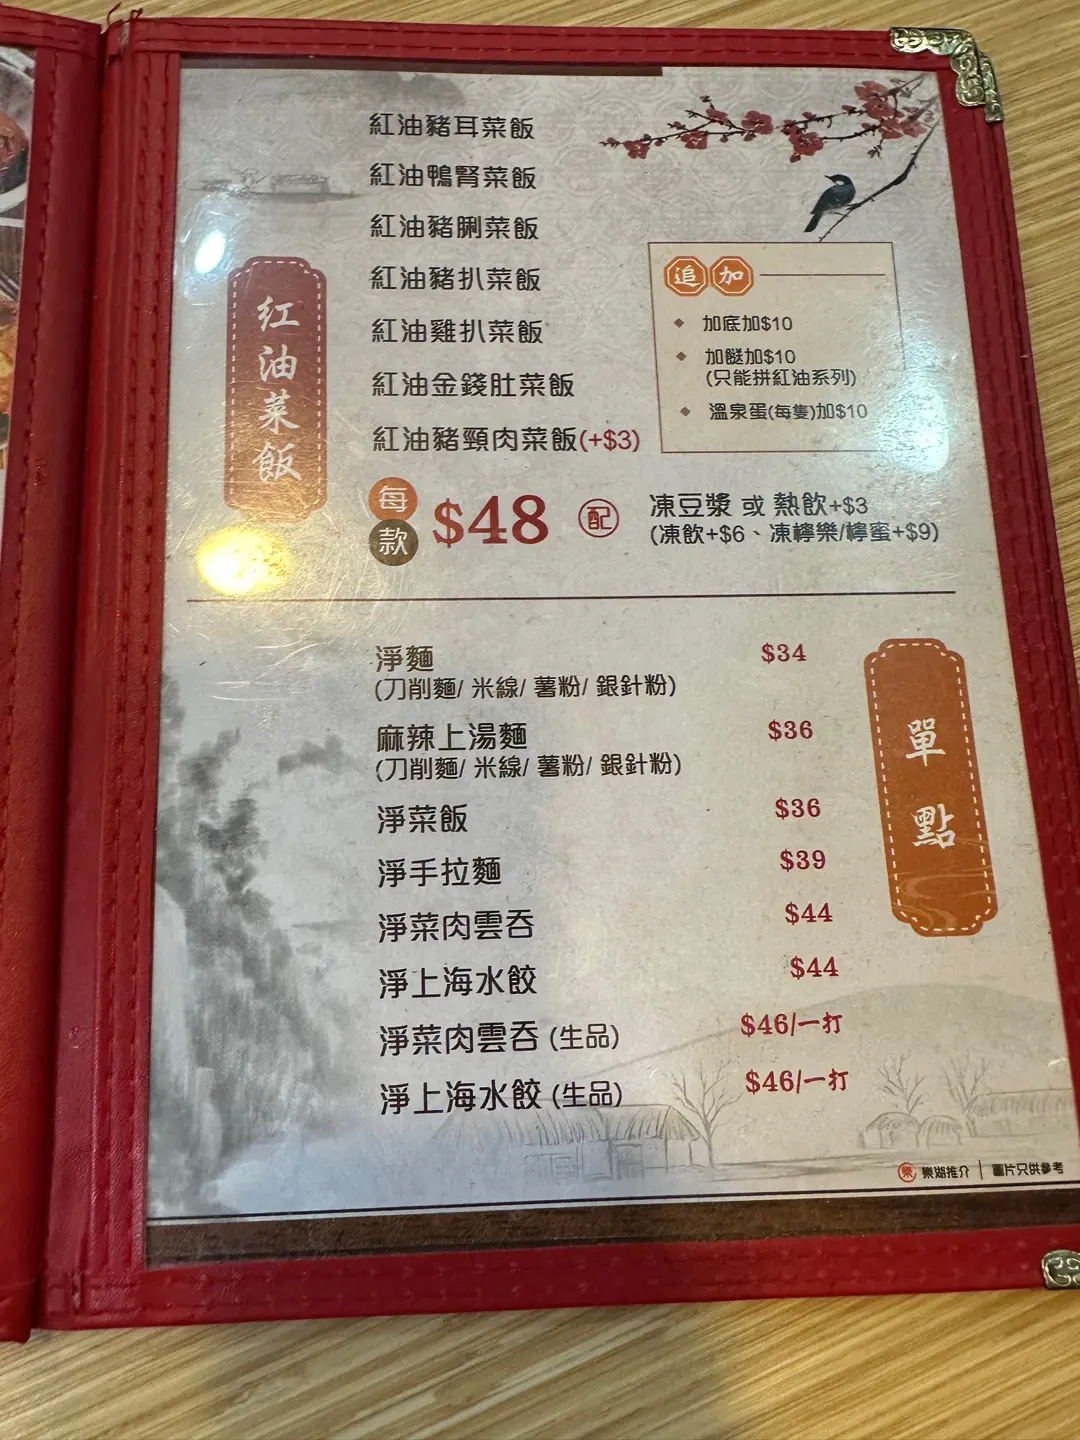 紅油菜飯
紅油豬耳菜飯
紅油鴨腎菜飯
紅油豬脷菜飯
紅油豬扒菜飯
紅油雞扒菜飯
紅油金錢肚菜飯
紅油豬頸肉菜飯(+$3)
追加
加底加$10
加餸加$10
(只能拼紅油系列)
溫泉蛋(每隻)加$10
每款 $48 配 凍豆漿 或 熱飲+$3
(凍飲+$6、凍檸樂/檸蜜+$9)
單點
淨麵 $34
(刀削麵/ 米線/ 薯粉/ 銀針粉)
麻辣上湯麵 $36
(刀削麵/ 米線/ 薯粉/ 銀針粉)
淨菜飯 $36
淨手拉麵 $39
淨菜肉雲吞 $44
淨上海水餃 $44
淨菜肉雲吞 (生品) $46/一打
淨上海水餃 (生品) $46/一打
樂湖推介 | 圖片只供參考